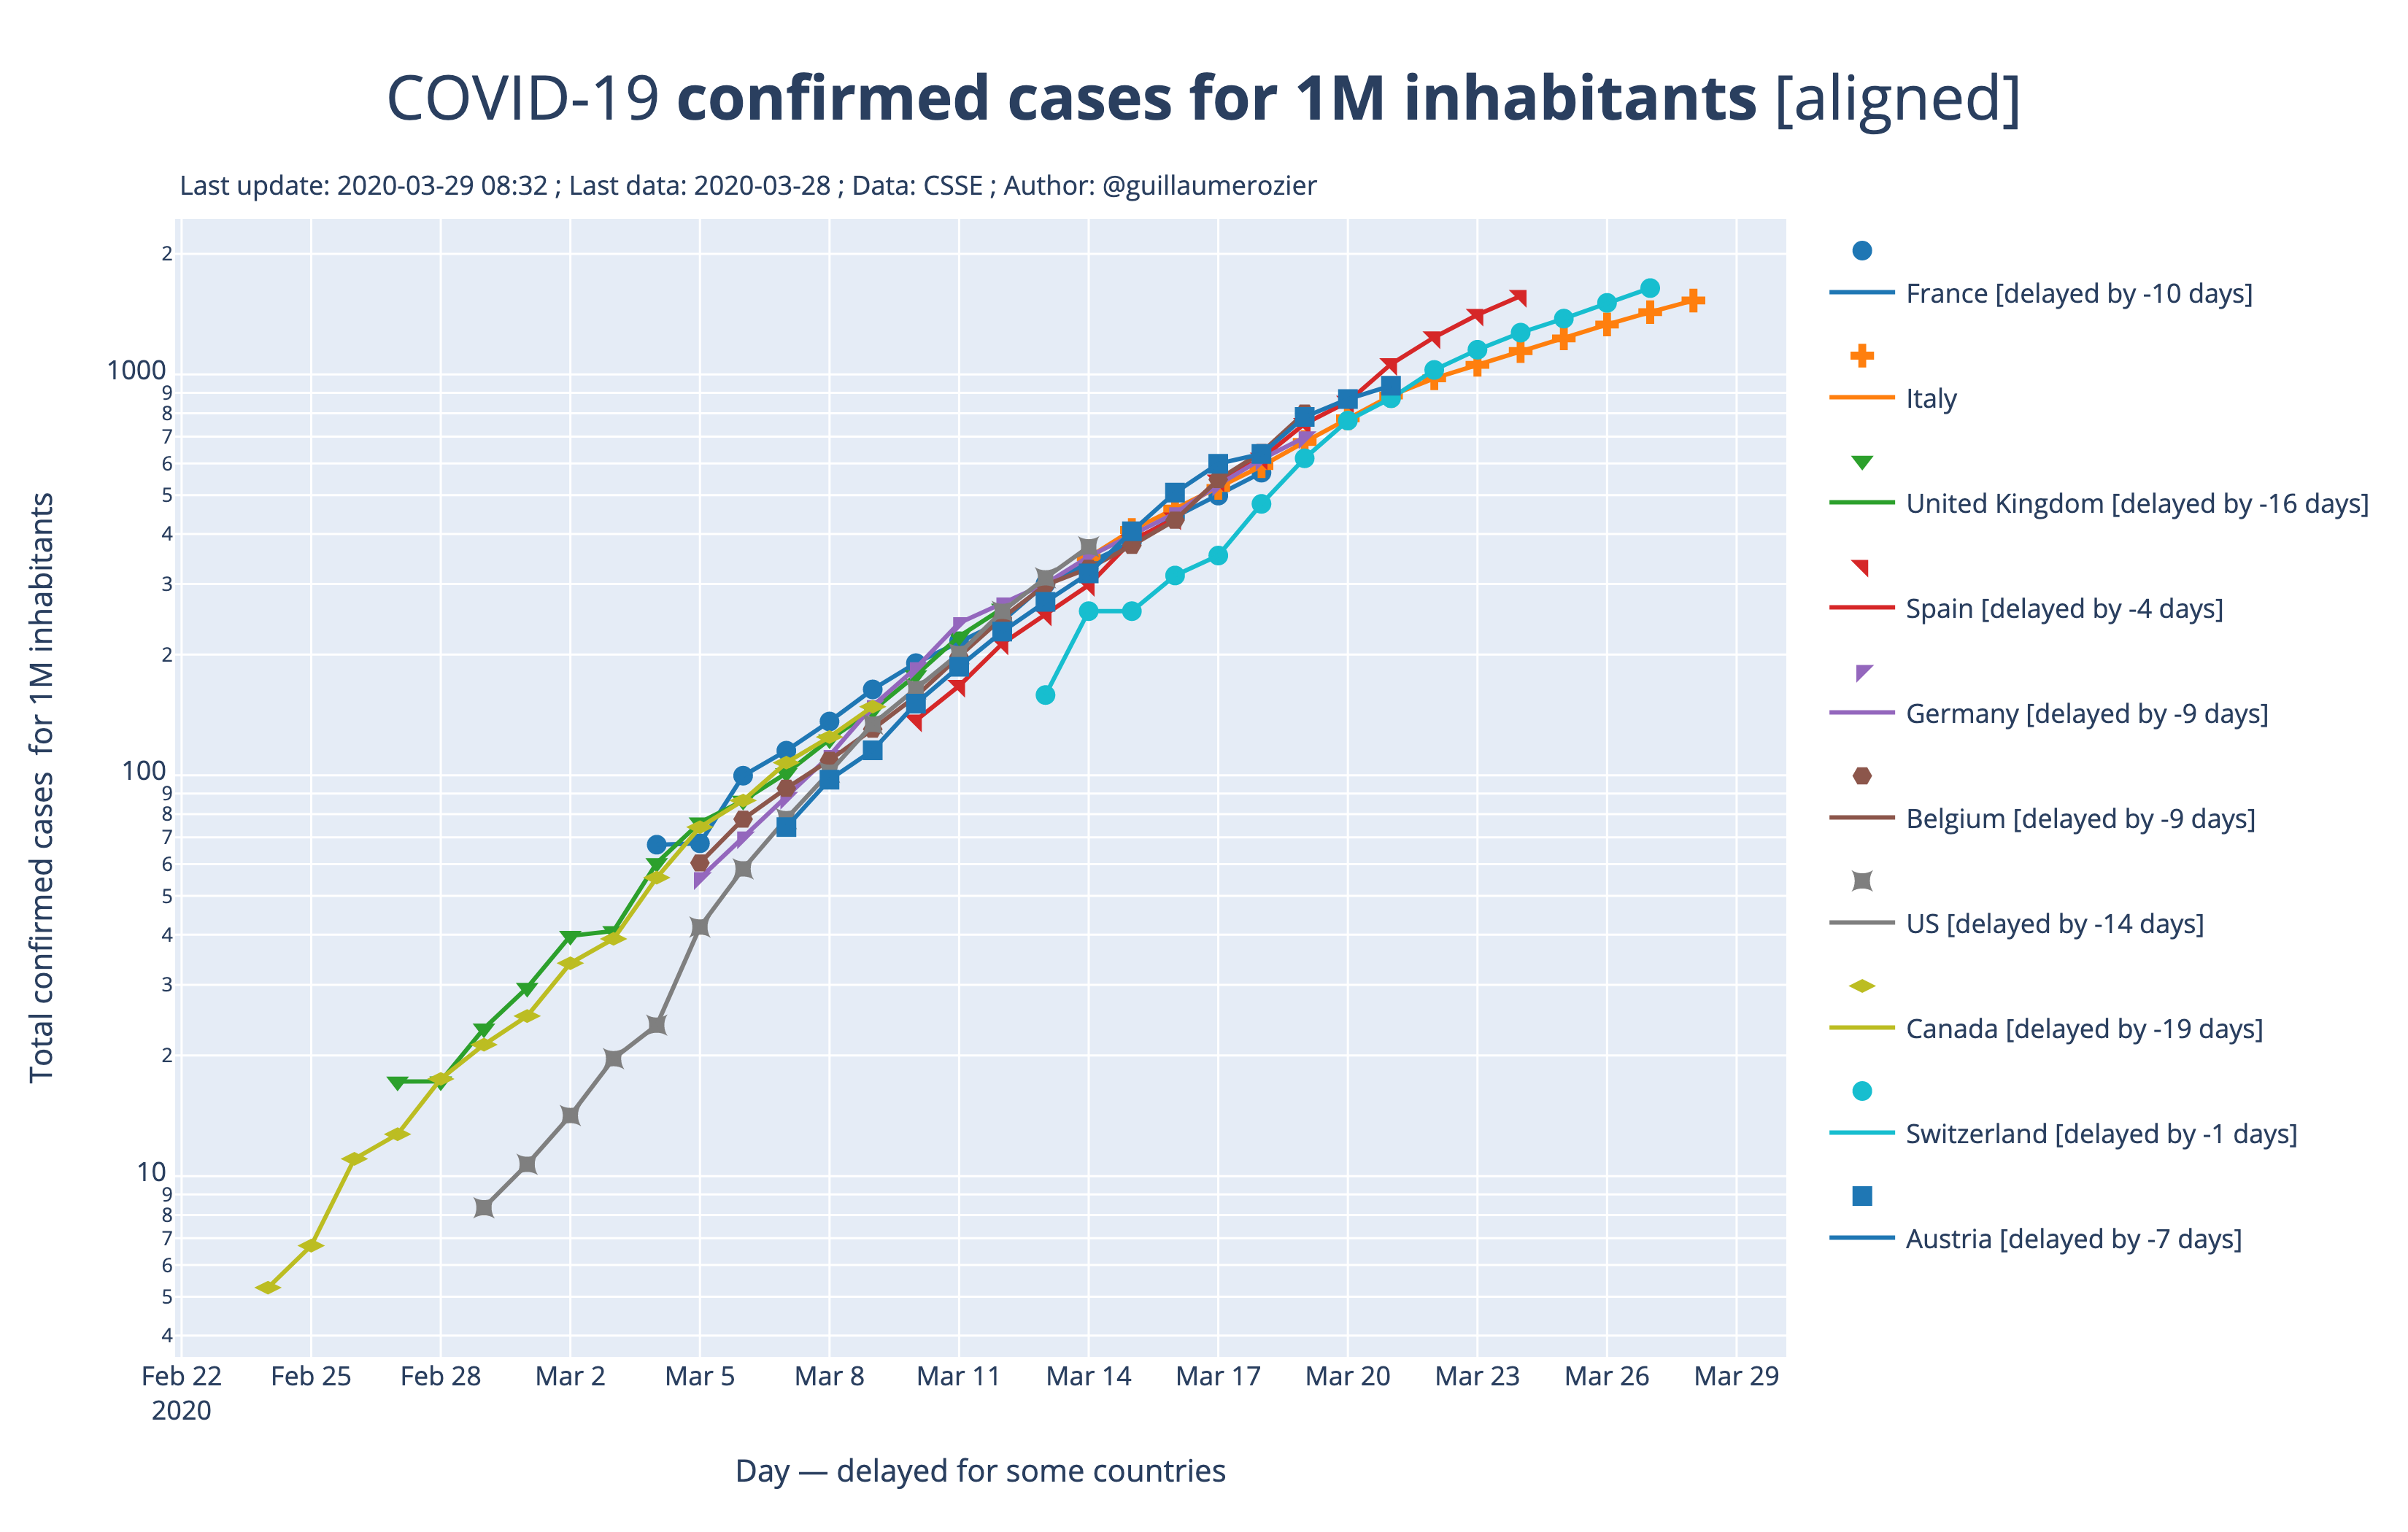 COVID-19 confirmed cases for 1M inhabitants [aligned]
Last update: 2020-03-29 08:32 ; Last data: 2020-03-28 ; Data: CSSE ; Author: @guillaumerozier
Total confirmed cases for 1M inhabitants
2
1000
9
8
7
6
5
4
3
2
100
9
8
7
6
5
4
3
2
10
9
8
7
6
5
4
Feb 22 Feb 25 Feb 28 Mar 2 Mar 5 Mar 8 Mar 11 Mar 14 Mar 17 Mar 20 Mar 23 Mar 26 Mar 29
2020
Day — delayed for some countries
France [delayed by -10 days]
Italy
United Kingdom [delayed by -16 days]
Spain [delayed by -4 days]
Germany [delayed by -9 days]
Belgium [delayed by -9 days]
US [delayed by -14 days]
Canada [delayed by -19 days]
Switzerland [delayed by -1 days]
Austria [delayed by -7 days]